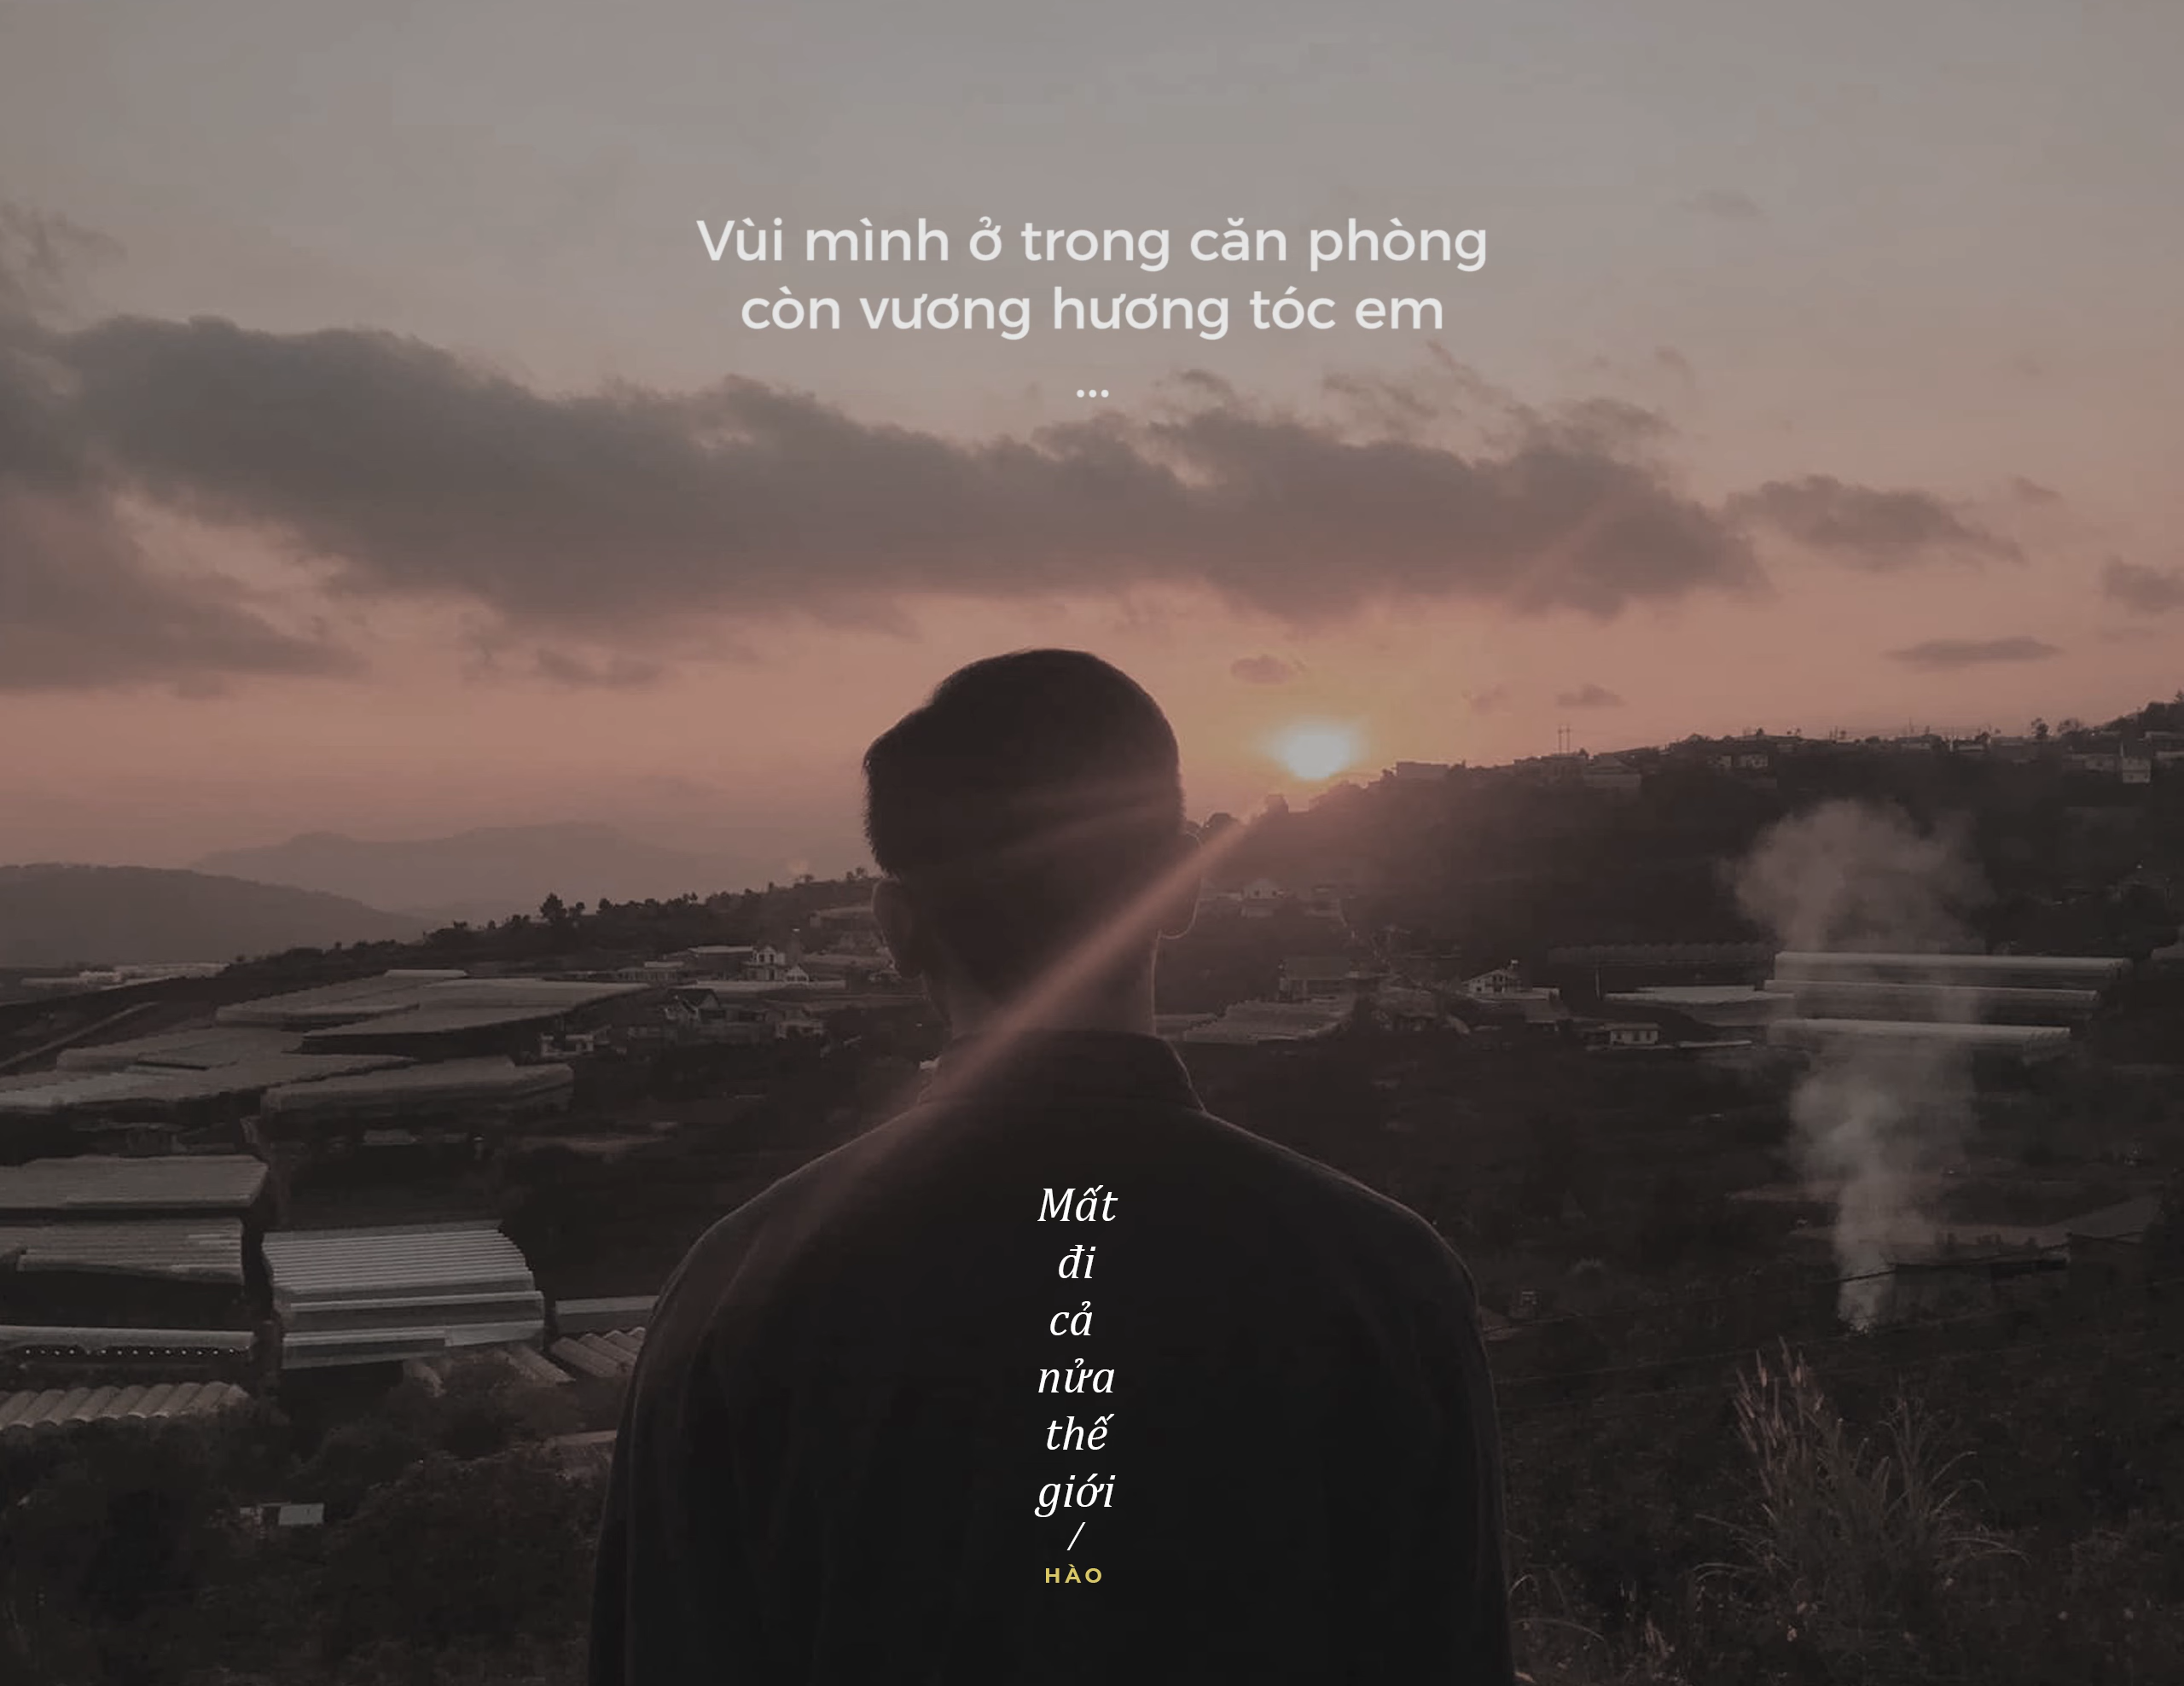 Vùi mình ở trong căn phòng
còn vương hương tóc em
...
Mất
đi
cả
nửa
thế
giới
/
HÀO